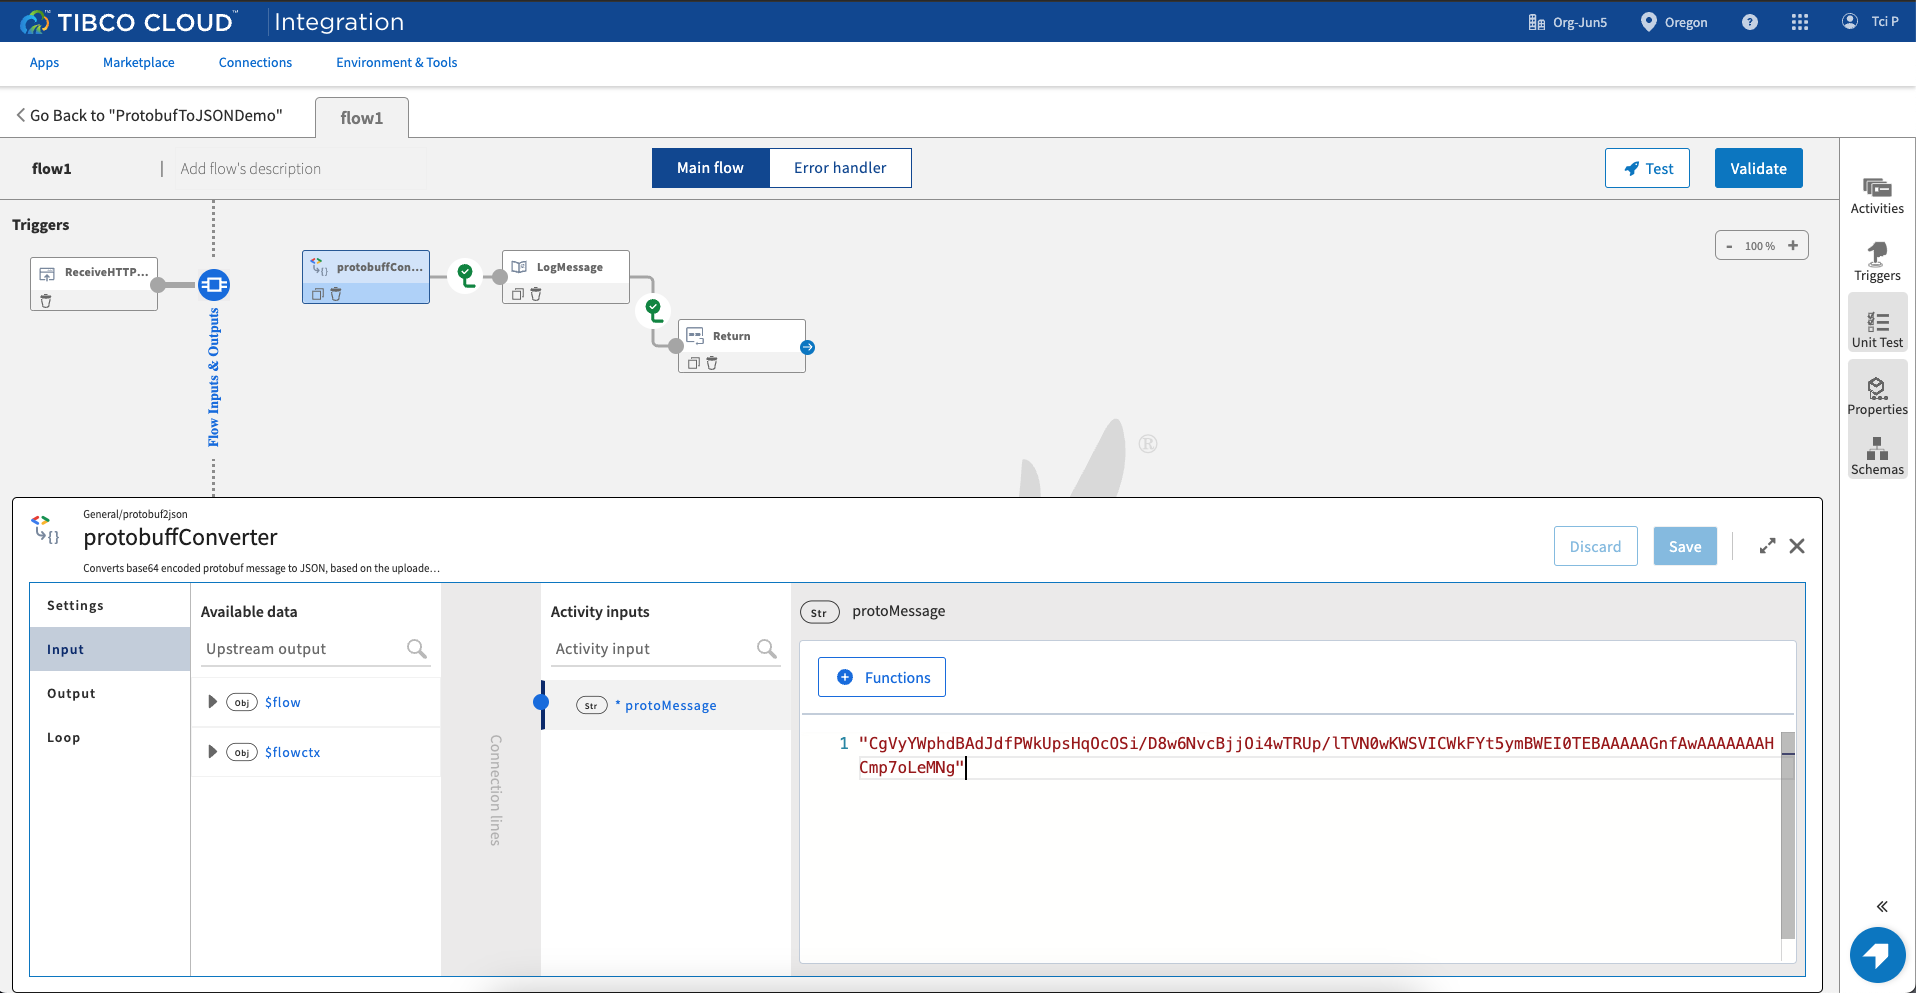 TIBCO CLOUD™ Integration
Org-Jun5
Oregon
?
Tci P
Apps
Marketplace
Connections
Environment & Tools
Go Back to "ProtobufToJSONDemo"
flow1
flow1
Add flow's description
Main flow
Error handler
Test
Validate
Triggers
- 100 % +
ReceiveHTTP...
protobuffCon...
LogMessage
Return
Flow Inputs & Outputs
®
Activities
Triggers
Unit Test
Properties
Schemas
General/protobuf2json
protobuffConverter
Converts base64 encoded protobuf message to JSON, based on the uploade...
Discard
Save
Settings
Input
Output
Loop
Available data
Upstream output
Obj $flow
Obj $flowctx
Connection lines
Activity inputs
Activity input
Str * protoMessage
Str protoMessage
Functions
1 "CgVyYWphdBAdJdfPWkUpsHqOcOSi/D8w6NvcBjjOi4wTRUp/lTVN0wKWSVICWkFYt5ymBWEI0TEBAAAAAGnfAwAAAAAAAH
Cmp7oLeMNg"